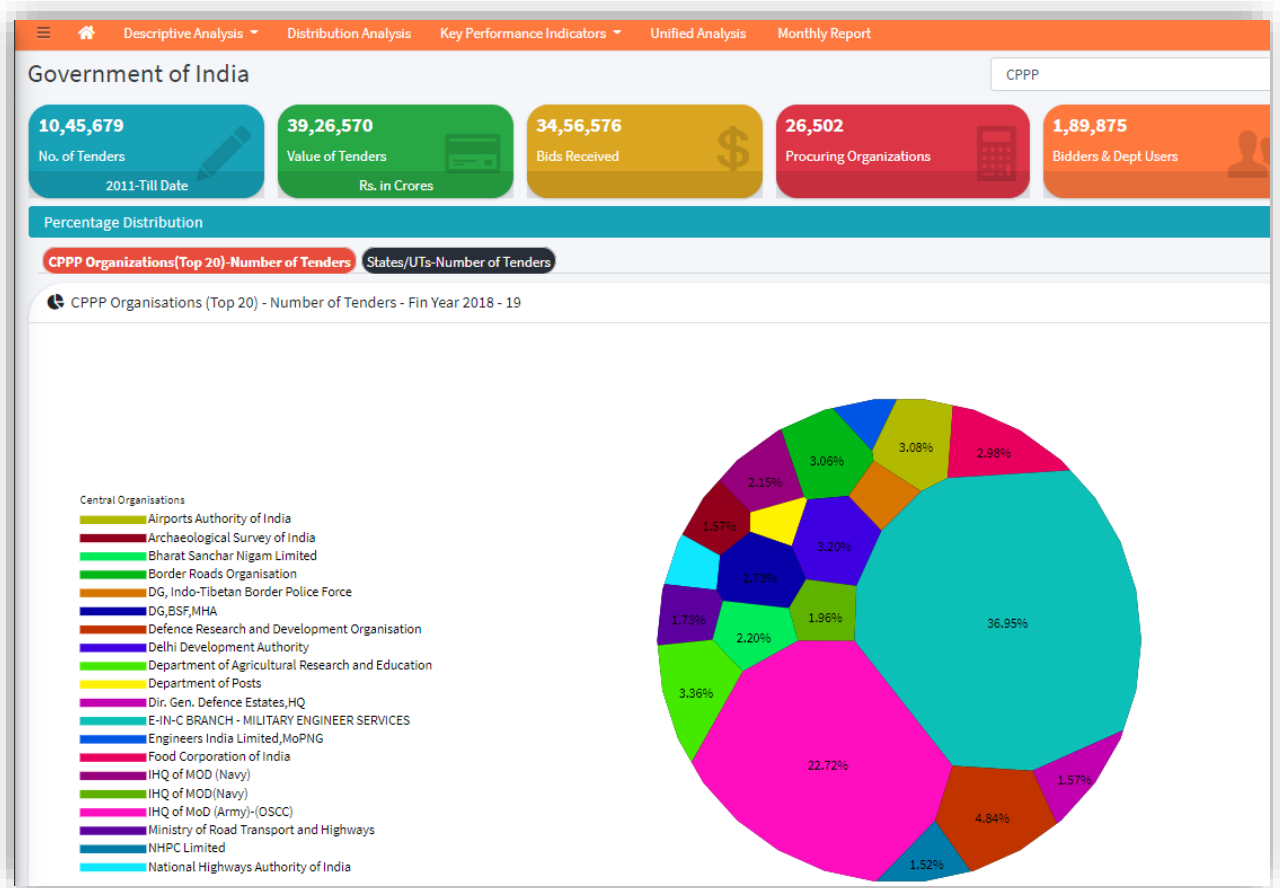 Descriptive Analysis Distribution Analysis Key Performance Indicators Unified Analysis Monthly Report
Government of India
CPPP
10,45,679
No. of Tenders
2011-Till Date
39,26,570
Value of Tenders
Rs. in Crores
34,56,576
Bids Received
26,502
Procuring Organizations
1,89,875
Bidders & Dept Users
Percentage Distribution
CPPP Organizations(Top 20)-Number of Tenders States/UTs-Number of Tenders
CPPP Organisations (Top 20) - Number of Tenders - Fin Year 2018 - 19
Central Organisations
Airports Authority of India
Archaeological Survey of India
Bharat Sanchar Nigam Limited
Border Roads Organisation
DG, Indo-Tibetan Border Police Force
DG,BSF,MHA
Defence Research and Development Organisation
Delhi Development Authority
Department of Agricultural Research and Education
Department of Posts
Dir. Gen. Defence Estates,HQ
E-IN-C BRANCH - MILITARY ENGINEER SERVICES
Engineers India Limited,MoPNG
Food Corporation of India
IHQ of MOD (Navy)
IHQ of MOD(Navy)
IHQ of MoD (Army)-(OSCC)
Ministry of Road Transport and Highways
NHPC Limited
National Highways Authority of India
3.08%
2.98%
3.06%
2.15%
1.57%
3.20%
2.73%
1.73%
1.96%
36.95%
2.20%
3.36%
22.72%
1.57%
4.84%
1.52%